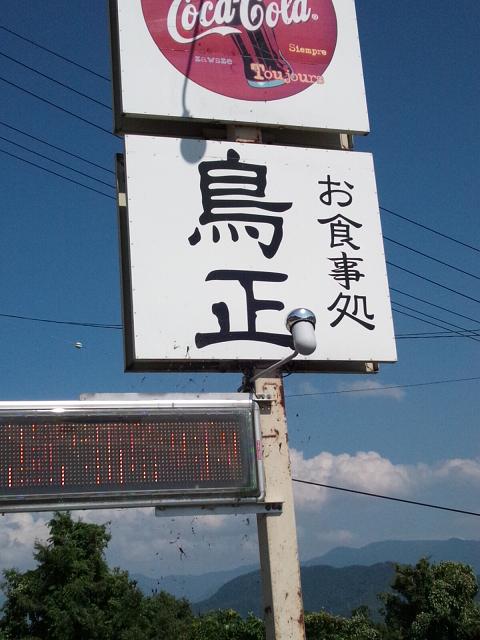 Coca-Cola®
zawsze
Siempre
Toujours
お食事処
鳥正